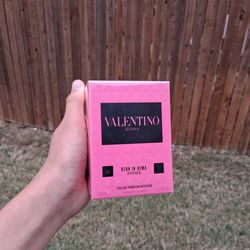 VALENTINO
DONNA
BORN IN ROMA
INTENSE
EAU DE PARFUM INTENSE